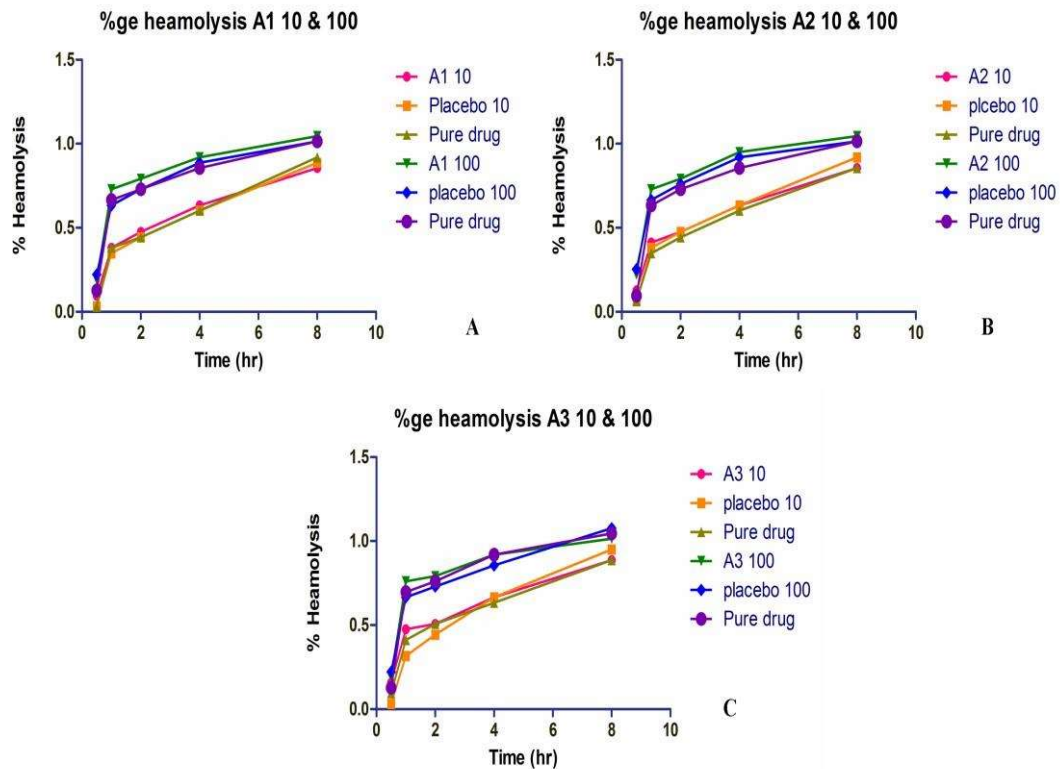 %ge heamolysis A1 10 & 100
1.5
1.0
0.5
0.0
% Heamolysis
0 2 4 6 8 10
Time (hr)
A1 10
Placebo 10
Pure drug
A1 100
placebo 100
Pure drug
A
%ge heamolysis A2 10 & 100
1.5
1.0
0.5
0.0
% Heamolysis
0 2 4 6 8 10
Time (hr)
A2 10
plcebo 10
Pure drug
A2 100
placebo 100
Pure drug
B
%ge heamolysis A3 10 & 100
1.5
1.0
0.5
0.0
% Heamolysis
0 2 4 6 8 10
Time (hr)
A3 10
placebo 10
Pure drug
A3 100
placebo 100
Pure drug
C